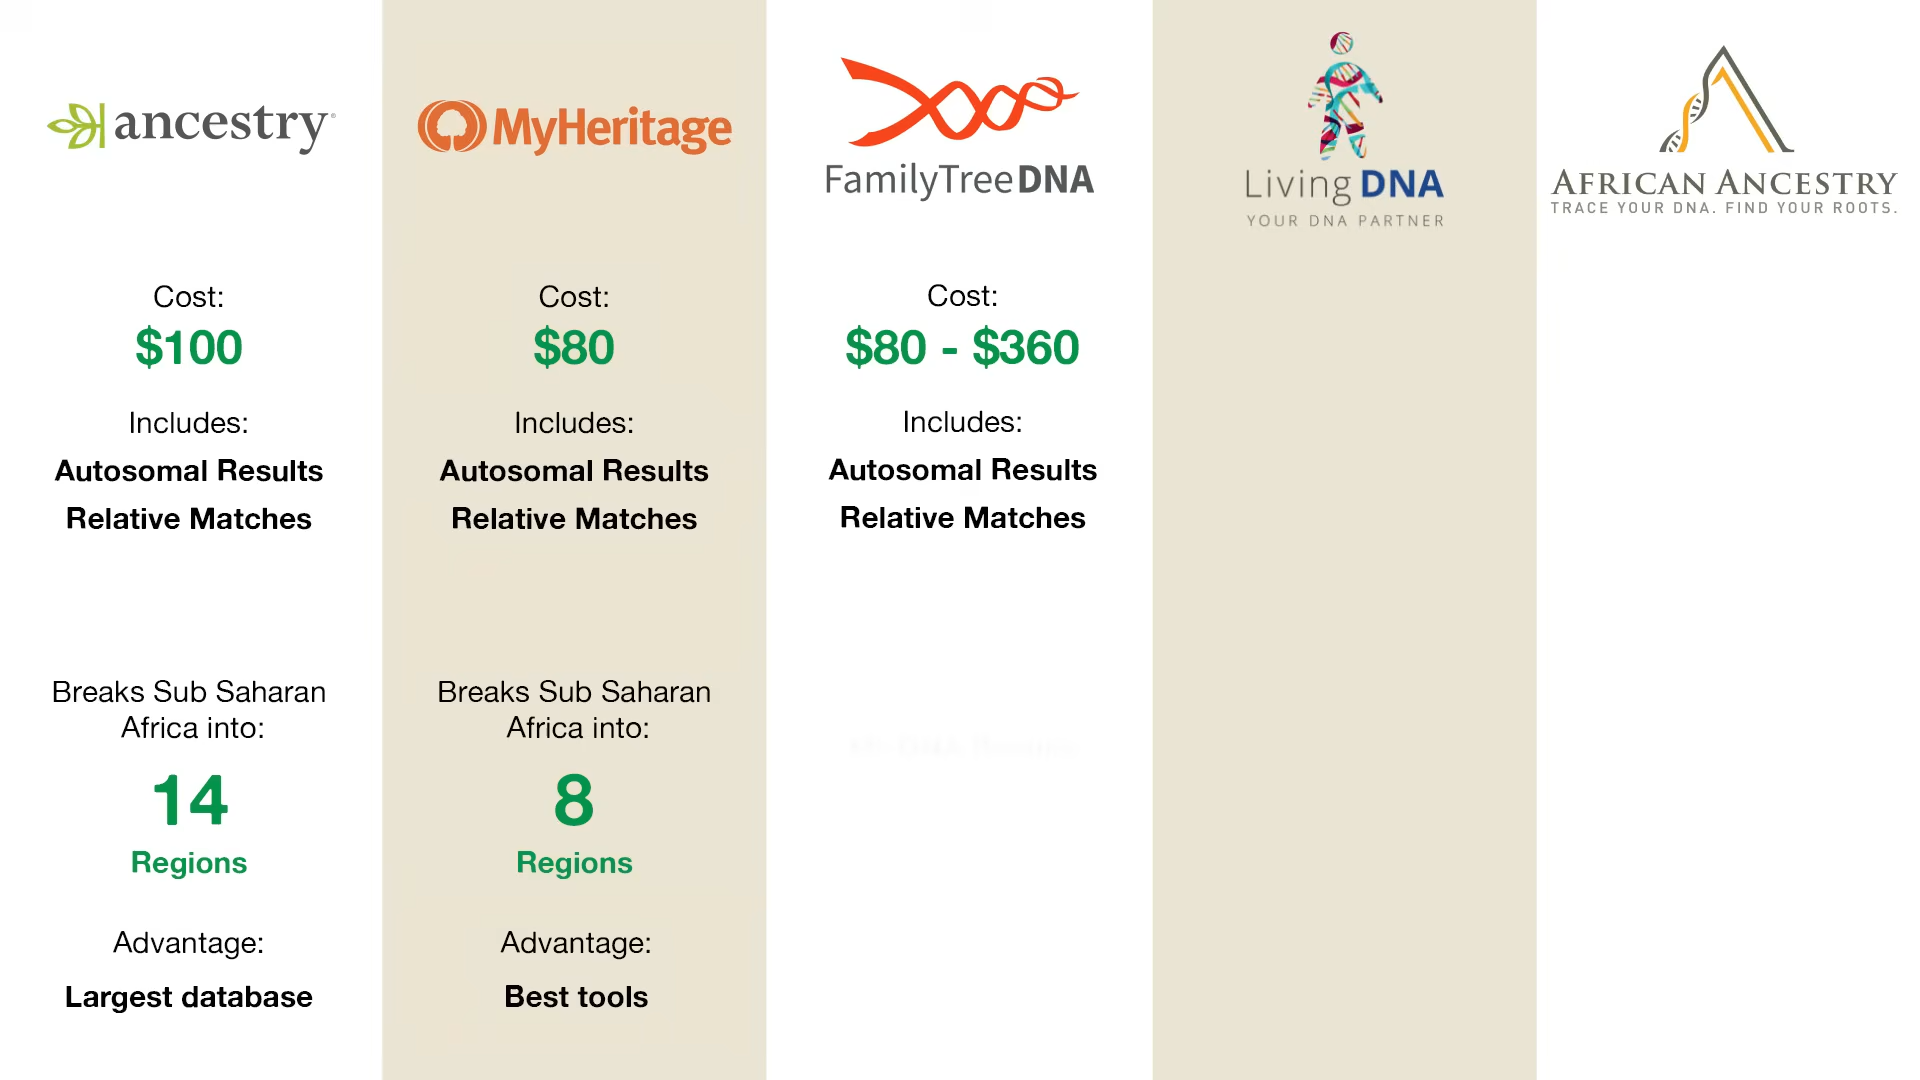 ancestry
Cost:
$100
Includes:
Autosomal Results
Relative Matches
Breaks Sub Saharan
Africa into:
14
Regions
Advantage:
Largest database
MyHeritage
Cost:
$80
Includes:
Autosomal Results
Relative Matches
Breaks Sub Saharan
Africa into:
8
Regions
Advantage:
Best tools
FamilyTreeDNA
Cost:
$80 - $360
Includes:
Autosomal Results
Relative Matches
Living DNA
YOUR DNA PARTNER
AFRICAN ANCESTRY
TRACE YOUR DNA. FIND YOUR ROOTS.